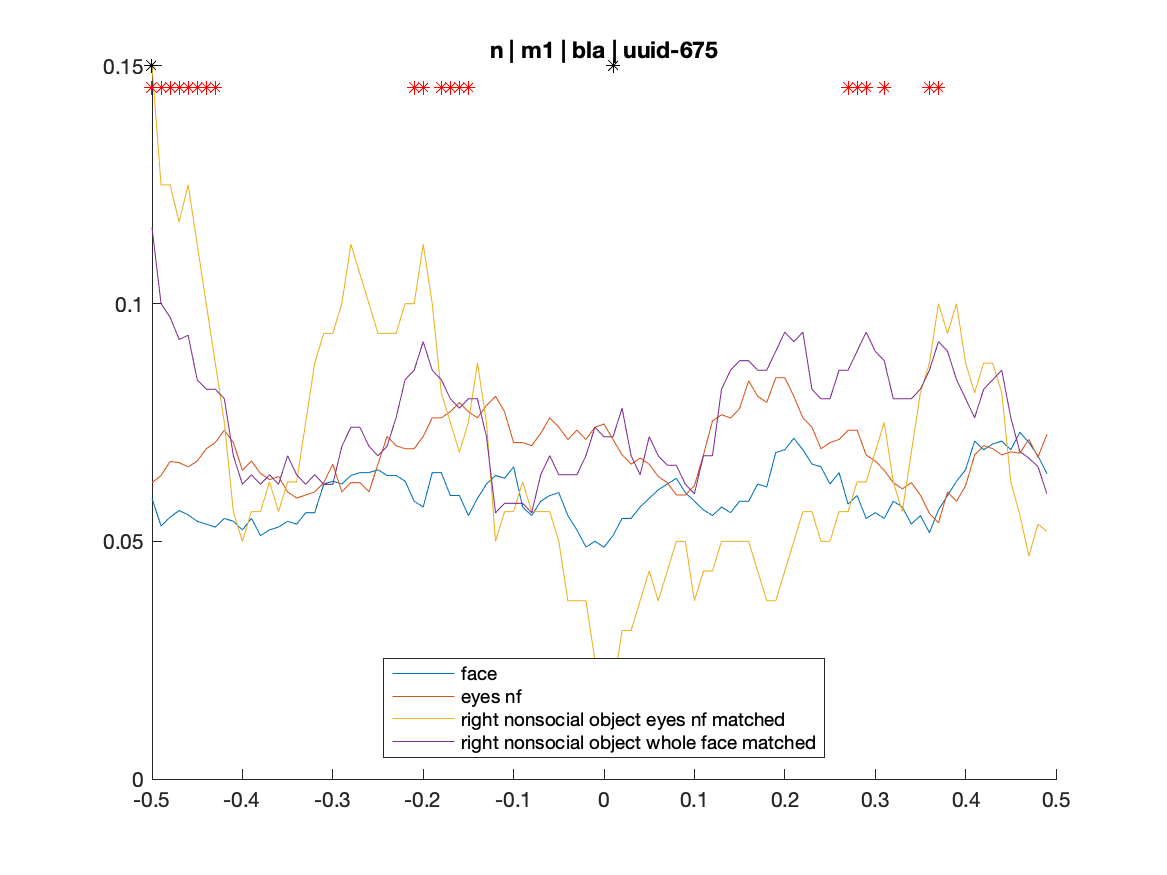 n | m1 | bla | uuid-675
0.15
0.1
0.05
0
face
eyes nf
right nonsocial object eyes nf matched
right nonsocial object whole face matched
-0.5 -0.4 -0.3 -0.2 -0.1 0 0.1 0.2 0.3 0.4 0.5